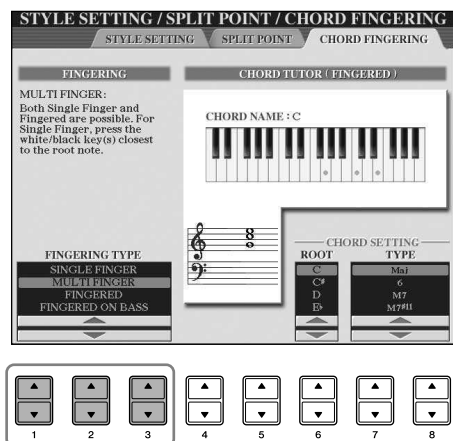 STYLE SETTING / SPLIT POINT / CHORD FINGERING
STYLE SETTING
SPLIT POINT
CHORD FINGERING
FINGERING
CHORD TUTOR ( FINGERED )
MULTI FINGER:
Both Single Finger and
Fingered are possible. For
Single Finger, press the
white/black key(s) closest
to the root note.
CHORD NAME : C
FINGERING TYPE
SINGLE FINGER
MULTI FINGER
FINGERED
FINGERED ON BASS
CHORD SETTING
ROOT
TYPE
C
Maj
C#
6
D
M7
E♭
M7#11
1 2 3 4 5 6 7 8